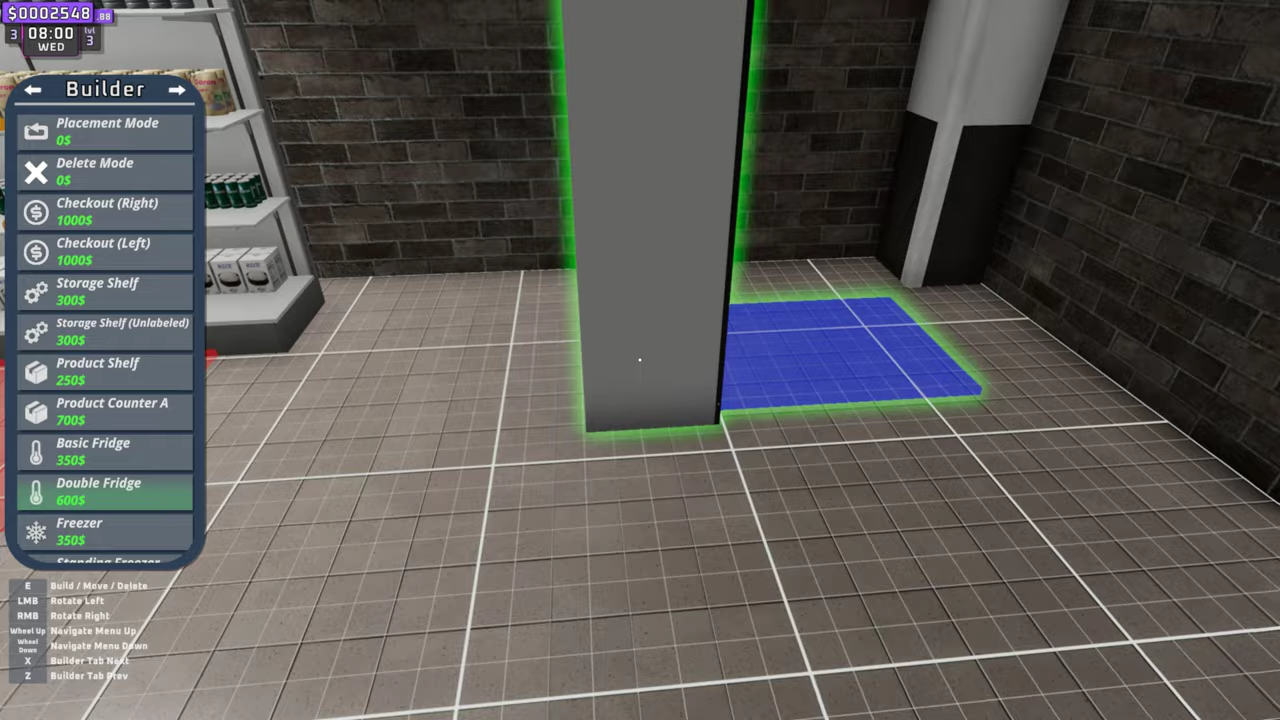 $0002548.88
3 08:00 lvl 3
WED
Builder
Placement Mode
0$
Delete Mode
0$
Checkout (Right)
1000$
Checkout (Left)
1000$
Storage Shelf
300$
Storage Shelf (Unlabeled)
300$
Product Shelf
250$
Product Counter A
700$
Basic Fridge
350$
Double Fridge
600$
Freezer
350$
Standing Freezer
E Build / Move / Delete
LMB Rotate Left
RMB Rotate Right
Wheel Up Navigate Menu Up
Wheel Down Navigate Menu Down
X Builder Tab Next
Z Builder Tab Prev